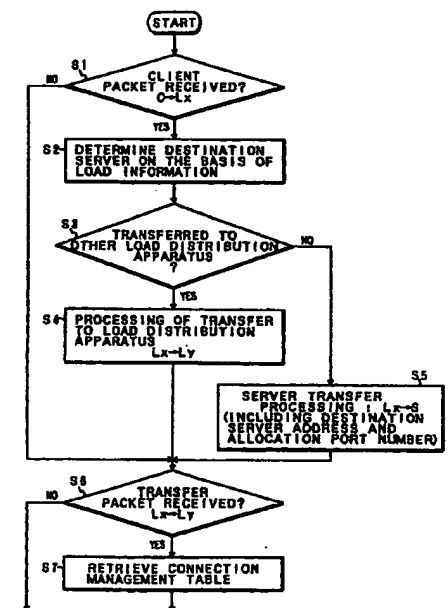 START
S1
NO
CLIENT
PACKET RECEIVED?
C→Lx
YES
S2
DETERMINE DESTINATION
SERVER ON THE BASIS OF
LOAD INFORMATION
S3
TRANSFERRED TO
OTHER LOAD DISTRIBUTION
APPARATUS
?
NO
YES
S4
PROCESSING OF TRANSFER
TO LOAD DISTRIBUTION
APPARATUS
Lx→Ly
S5
SERVER TRANSFER
PROCESSING : Lx→S
(INCLUDING DESTINATION
SERVER ADDRESS AND
ALLOCATION PORT NUMBER)
S6
NO
TRANSFER
PACKET RECEIVED?
Lx→Ly
YES
S7
RETRIEVE CONNECTION
MANAGEMENT TABLE